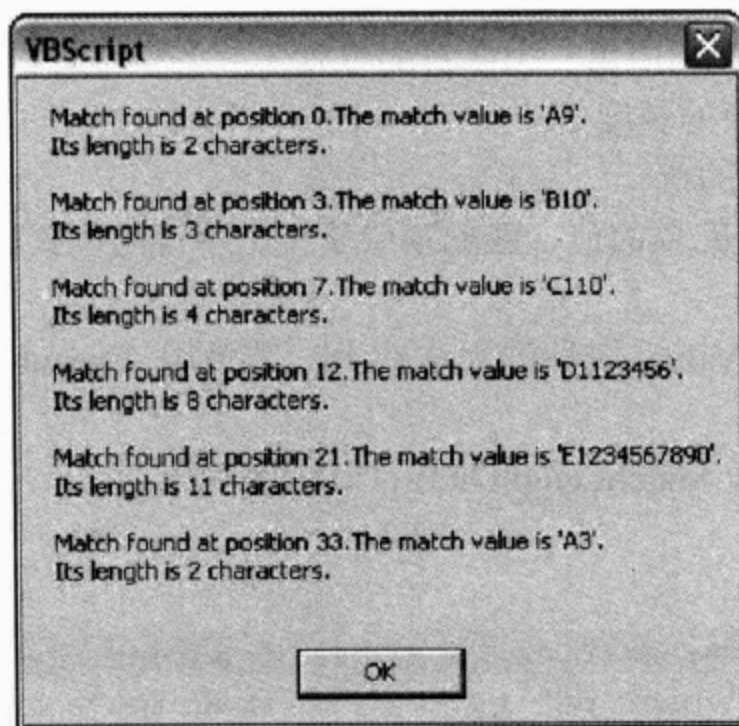 VBScript
Match found at position 0.The match value is 'A9'.
Its length is 2 characters.
Match found at position 3.The match value is 'B10'.
Its length is 3 characters.
Match found at position 7.The match value is 'C110'.
Its length is 4 characters.
Match found at position 12.The match value is 'D1123456'.
Its length is 8 characters.
Match found at position 21.The match value is 'E1234567890'.
Its length is 11 characters.
Match found at position 33.The match value is 'A3'.
Its length is 2 characters.
OK